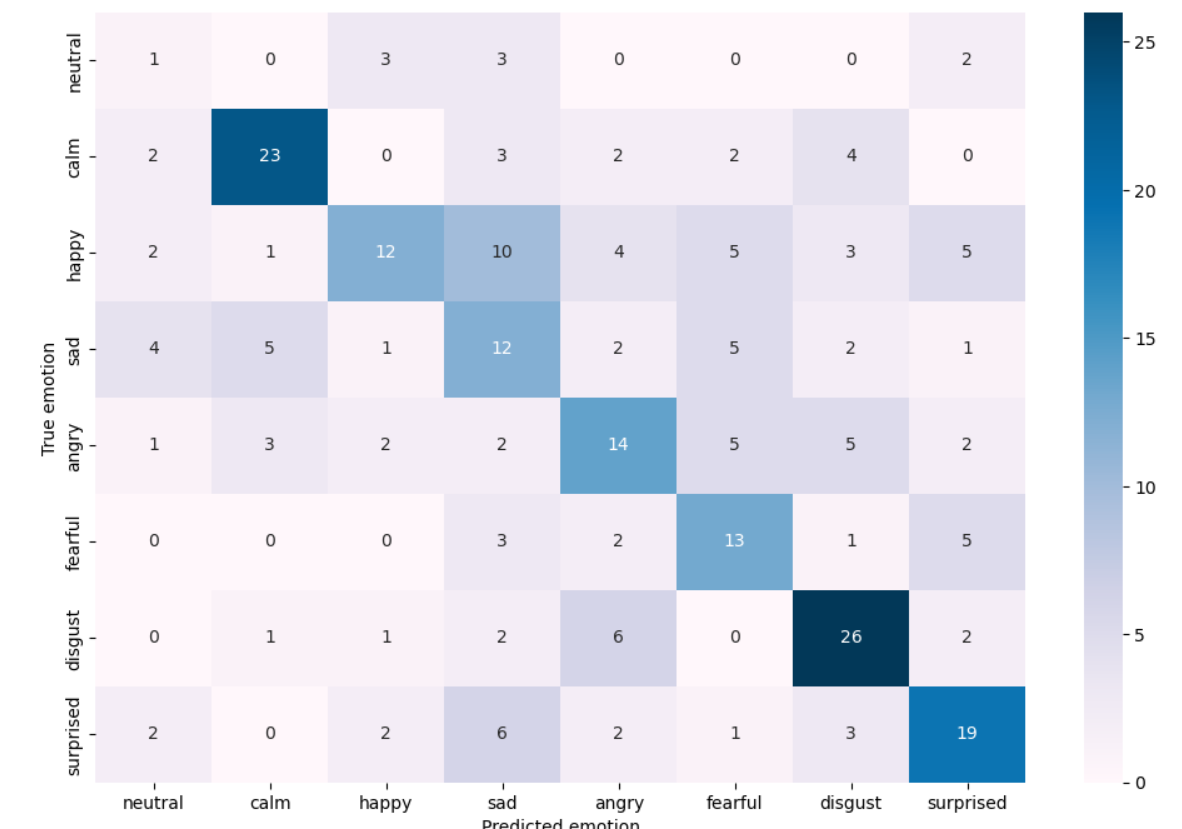 neutral 1 0 3 3 0 0 0 2
calm 2 23 0 3 2 2 4 0
happy 2 1 12 10 4 5 3 5
sad 4 5 1 12 2 5 2 1
angry 1 3 2 2 14 5 5 2
fearful 0 0 0 3 2 13 1 5
disgust 0 1 1 2 6 0 26 2
surprised 2 0 2 6 2 1 3 19
neutral calm happy sad angry fearful disgust surprised
Predicted emotion
True emotion
25
20
15
10
5
0